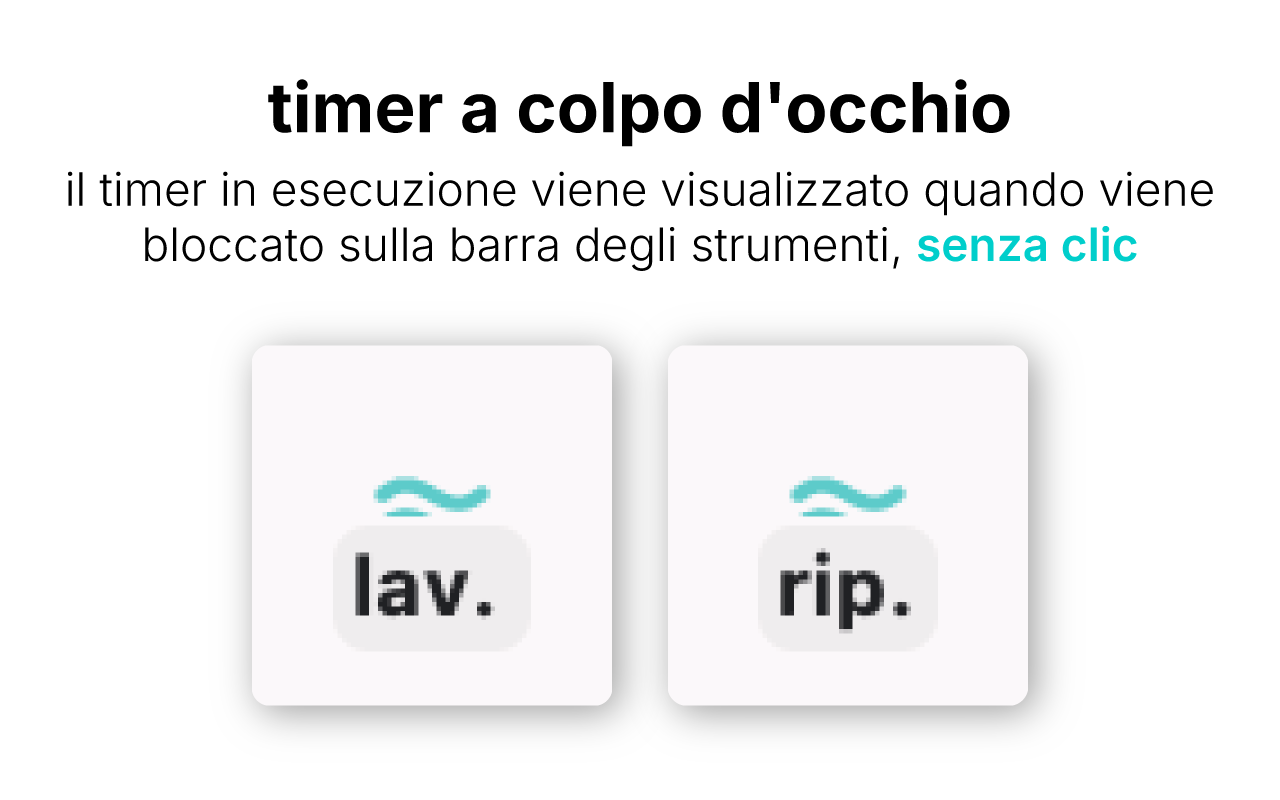 timer a colpo d'occhio
il timer in esecuzione viene visualizzato quando viene
bloccato sulla barra degli strumenti, senza clic
lav.
rip.